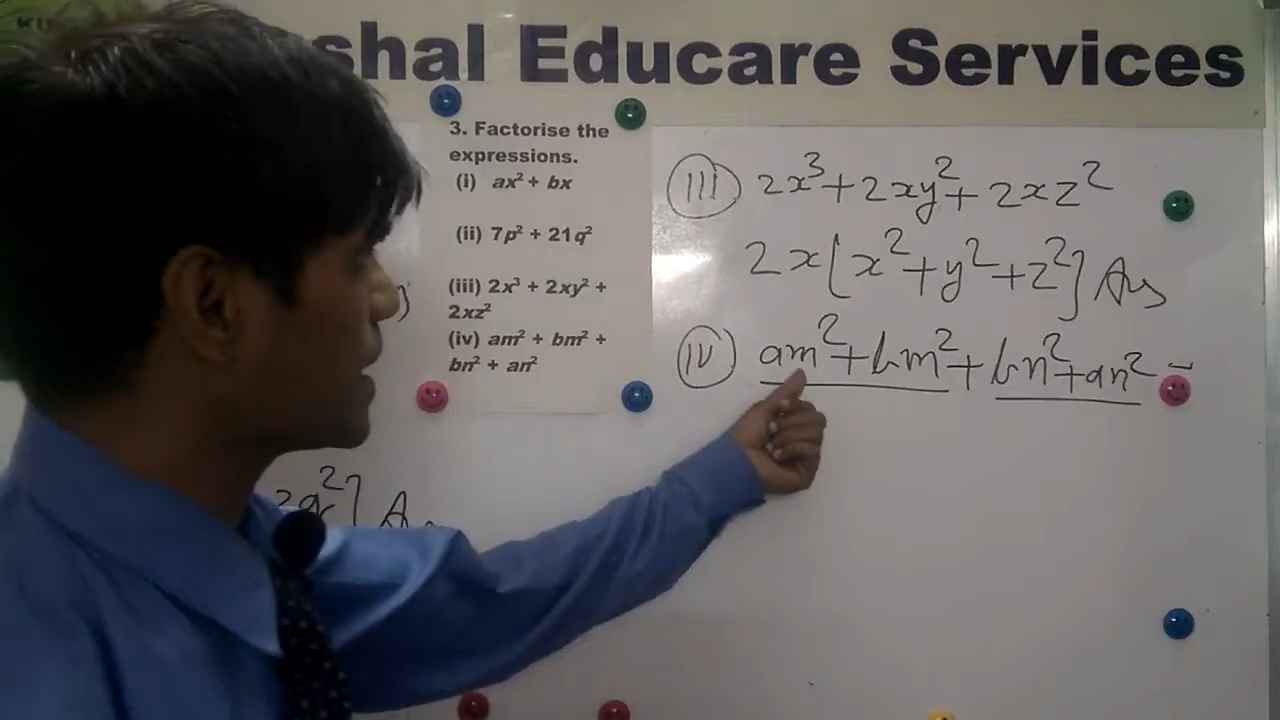 shal Educare Services
3. Factorise the
expressions.
(i) ax² + bx
(ii) 7p² + 21q²
(iii) 2x³ + 2xy² +
2xz²
(iv) am² + bm² +
bn² + an²
(III) 2x³+2xy²+2xz²
2x[x²+y²+z²] Ans
(IV) am²+bm²+bn²+an²
2q²] A